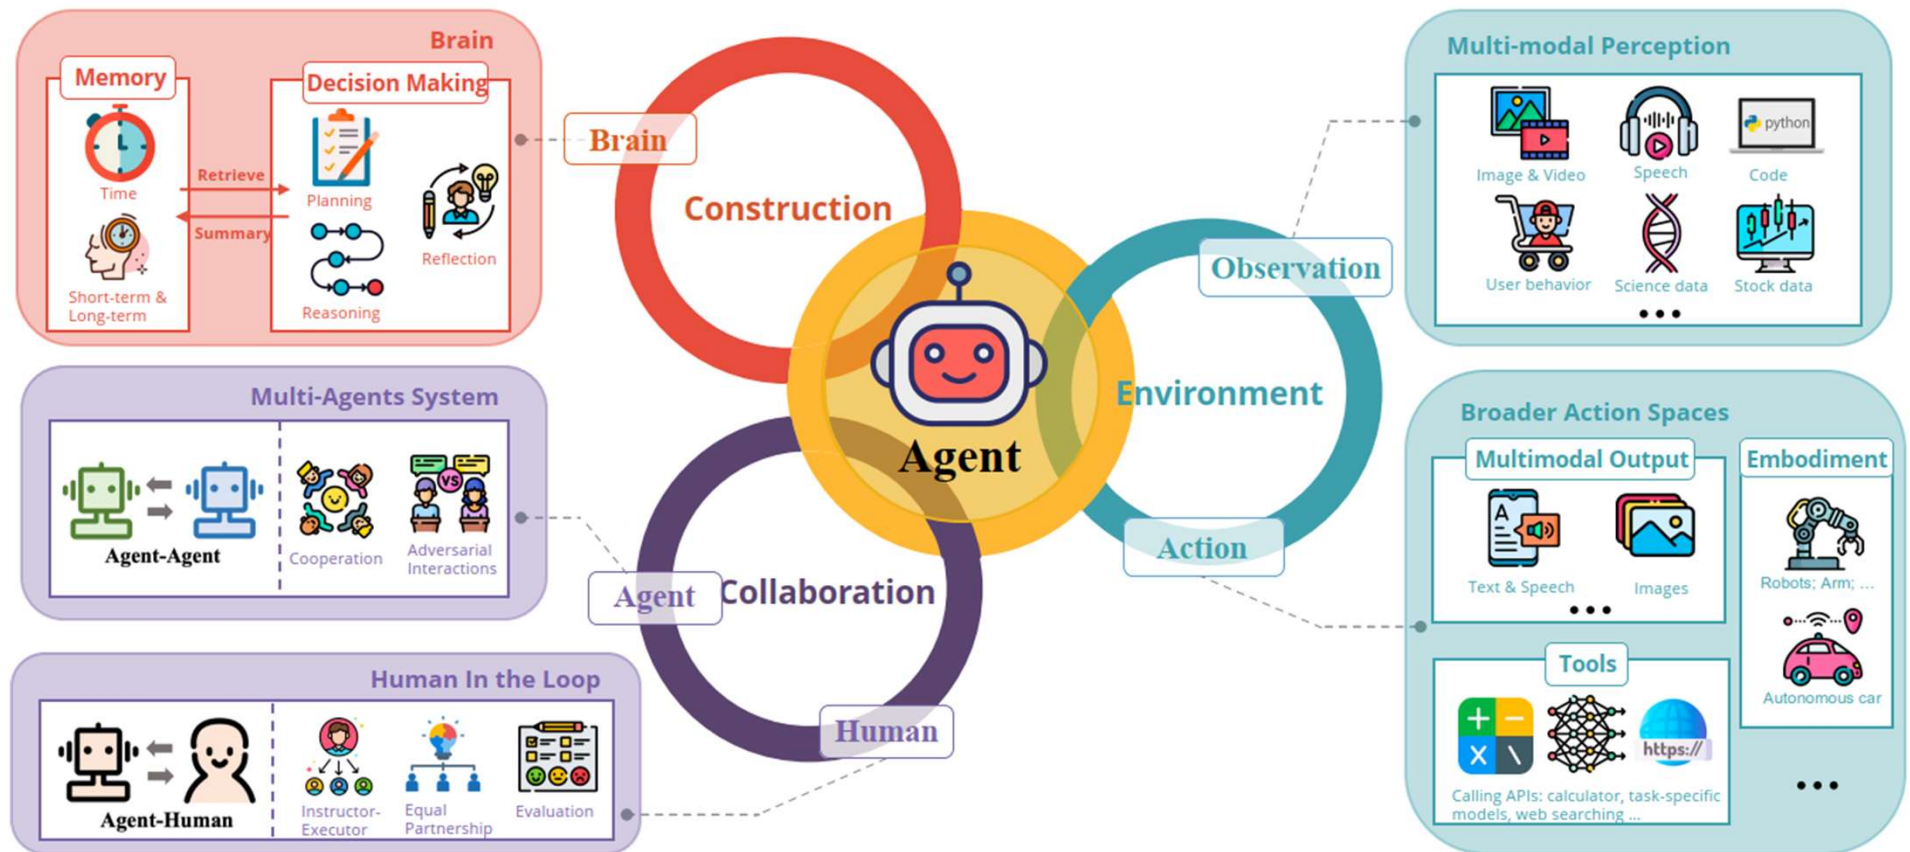 Brain
Memory
Decision Making
Time
Retrieve
Summary
Planning
Reflection
Short-term &
Long-term
Reasoning
Brain
Construction
Multi-modal Perception
Image & Video
Speech
python
Code
User behavior
Science data
Stock data
...
Observation
Environment
Agent
Action
Multi-Agents System
Agent-Agent
Cooperation
VS
Adversarial
Interactions
Agent
Collaboration
Human
Human In the Loop
Agent-Human
Instructor-
Executor
Equal
Partnership
Evaluation
Broader Action Spaces
Multimodal Output
A
Text & Speech
Images
...
Embodiment
Robots; Arm; ...
Autonomous car
Tools
+ −
X \
https://
Calling APIs: calculator, task-specific
models, web searching ...
...